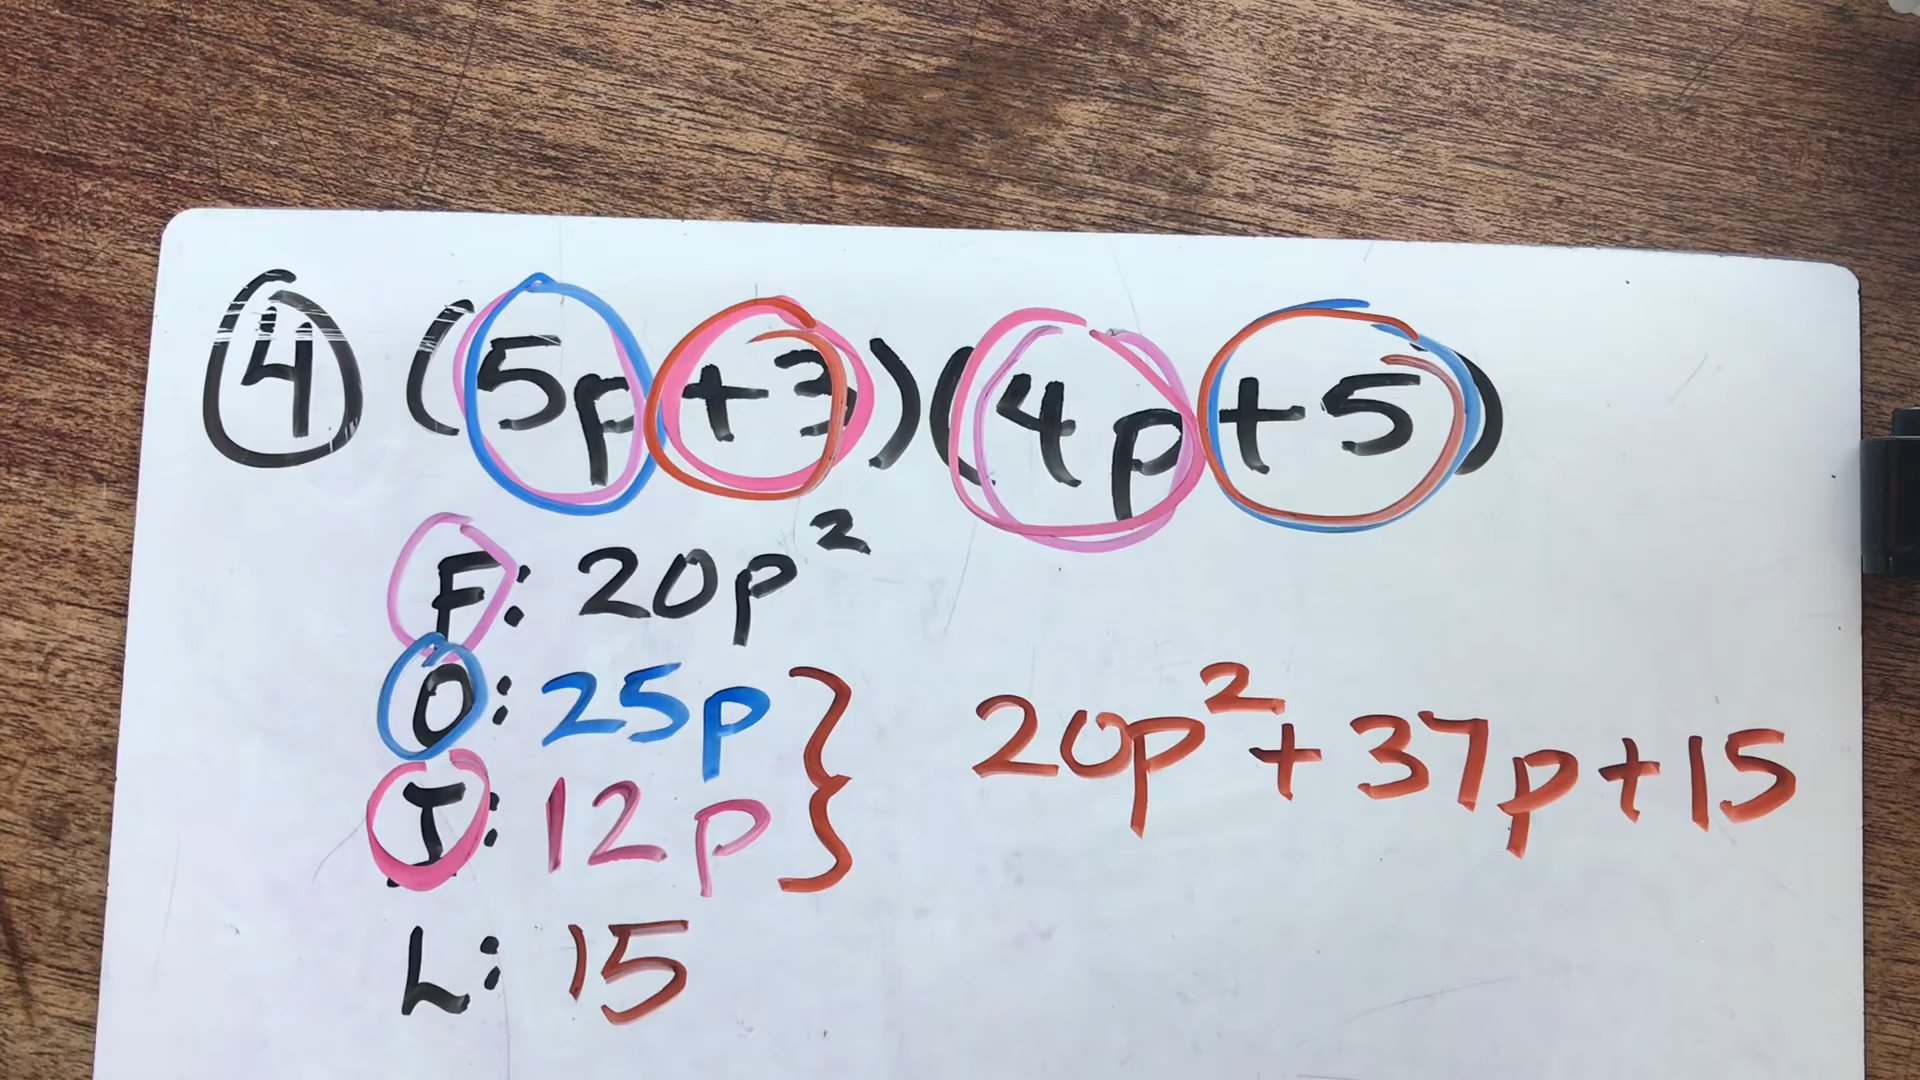 ④ (5p+3)(4p+5)
F: 20p²
O: 25p
I: 12p
L: 15
20p²+37p+15